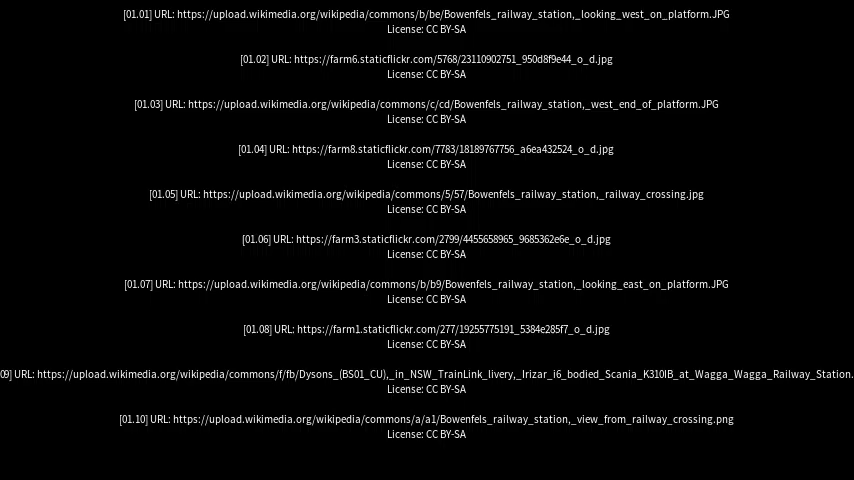 [01.01] URL: https://upload.wikimedia.org/wikipedia/commons/b/be/Bowenfels_railway_station,_looking_west_on_platform.JPG
License: CC BY-SA
[01.02] URL: https://farm6.staticflickr.com/5768/23110902751_950d8f9e44_o_d.jpg
License: CC BY-SA
[01.03] URL: https://upload.wikimedia.org/wikipedia/commons/c/cd/Bowenfels_railway_station,_west_end_of_platform.JPG
License: CC BY-SA
[01.04] URL: https://farm8.staticflickr.com/7783/18189767756_a6ea432524_o_d.jpg
License: CC BY-SA
[01.05] URL: https://upload.wikimedia.org/wikipedia/commons/5/57/Bowenfels_railway_station,_railway_crossing.jpg
License: CC BY-SA
[01.06] URL: https://farm3.staticflickr.com/2799/4455658965_9685362e6e_o_d.jpg
License: CC BY-SA
[01.07] URL: https://upload.wikimedia.org/wikipedia/commons/b/b9/Bowenfels_railway_station,_looking_east_on_platform.JPG
License: CC BY-SA
[01.08] URL: https://farm1.staticflickr.com/277/19255775191_5384e285f7_o_d.jpg
License: CC BY-SA
09] URL: https://upload.wikimedia.org/wikipedia/commons/f/fb/Dysons_(BS01_CU),_in_NSW_TrainLink_livery,_Irizar_i6_bodied_Scania_K310IB_at_Wagga_Wagga_Railway_Station.
License: CC BY-SA
[01.10] URL: https://upload.wikimedia.org/wikipedia/commons/a/a1/Bowenfels_railway_station,_view_from_railway_crossing.png
License: CC BY-SA